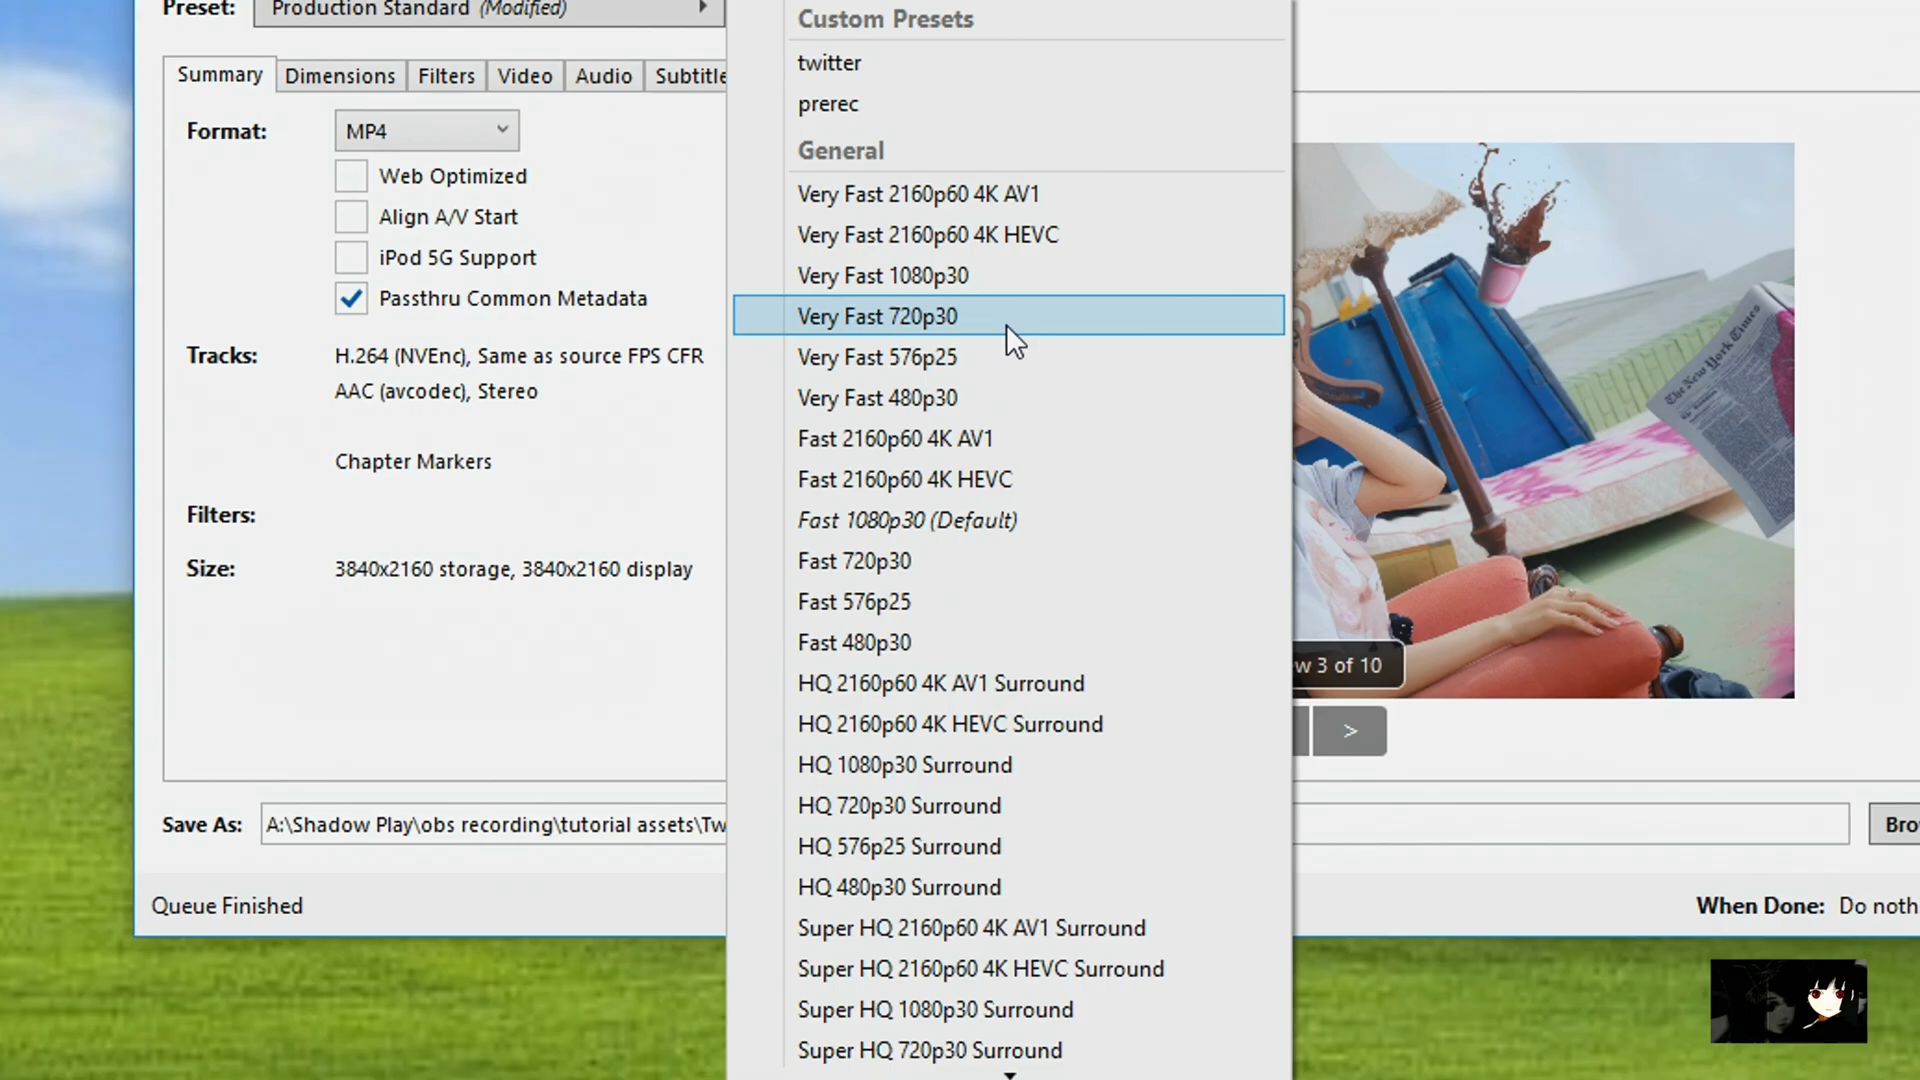 Preset: Production Standard (Modified)
Summary Dimensions Filters Video Audio Subtitle
Format: MP4
Web Optimized
Align A/V Start
iPod 5G Support
Passthru Common Metadata
Tracks: H.264 (NVEnc), Same as source FPS CFR
AAC (avcodec), Stereo
Chapter Markers
Filters:
Size: 3840x2160 storage, 3840x2160 display
Save As: A:\Shadow Play\obs recording\tutorial assets\Tw
Queue Finished
Custom Presets
twitter
prerec
General
Very Fast 2160p60 4K AV1
Very Fast 2160p60 4K HEVC
Very Fast 1080p30
Very Fast 720p30
Very Fast 576p25
Very Fast 480p30
Fast 2160p60 4K AV1
Fast 2160p60 4K HEVC
Fast 1080p30 (Default)
Fast 720p30
Fast 576p25
Fast 480p30
HQ 2160p60 4K AV1 Surround
HQ 2160p60 4K HEVC Surround
HQ 1080p30 Surround
HQ 720p30 Surround
HQ 576p25 Surround
HQ 480p30 Surround
Super HQ 2160p60 4K AV1 Surround
Super HQ 2160p60 4K HEVC Surround
Super HQ 1080p30 Surround
Super HQ 720p30 Surround
The New York Times
w 3 of 10
>
Bro
When Done: Do noth